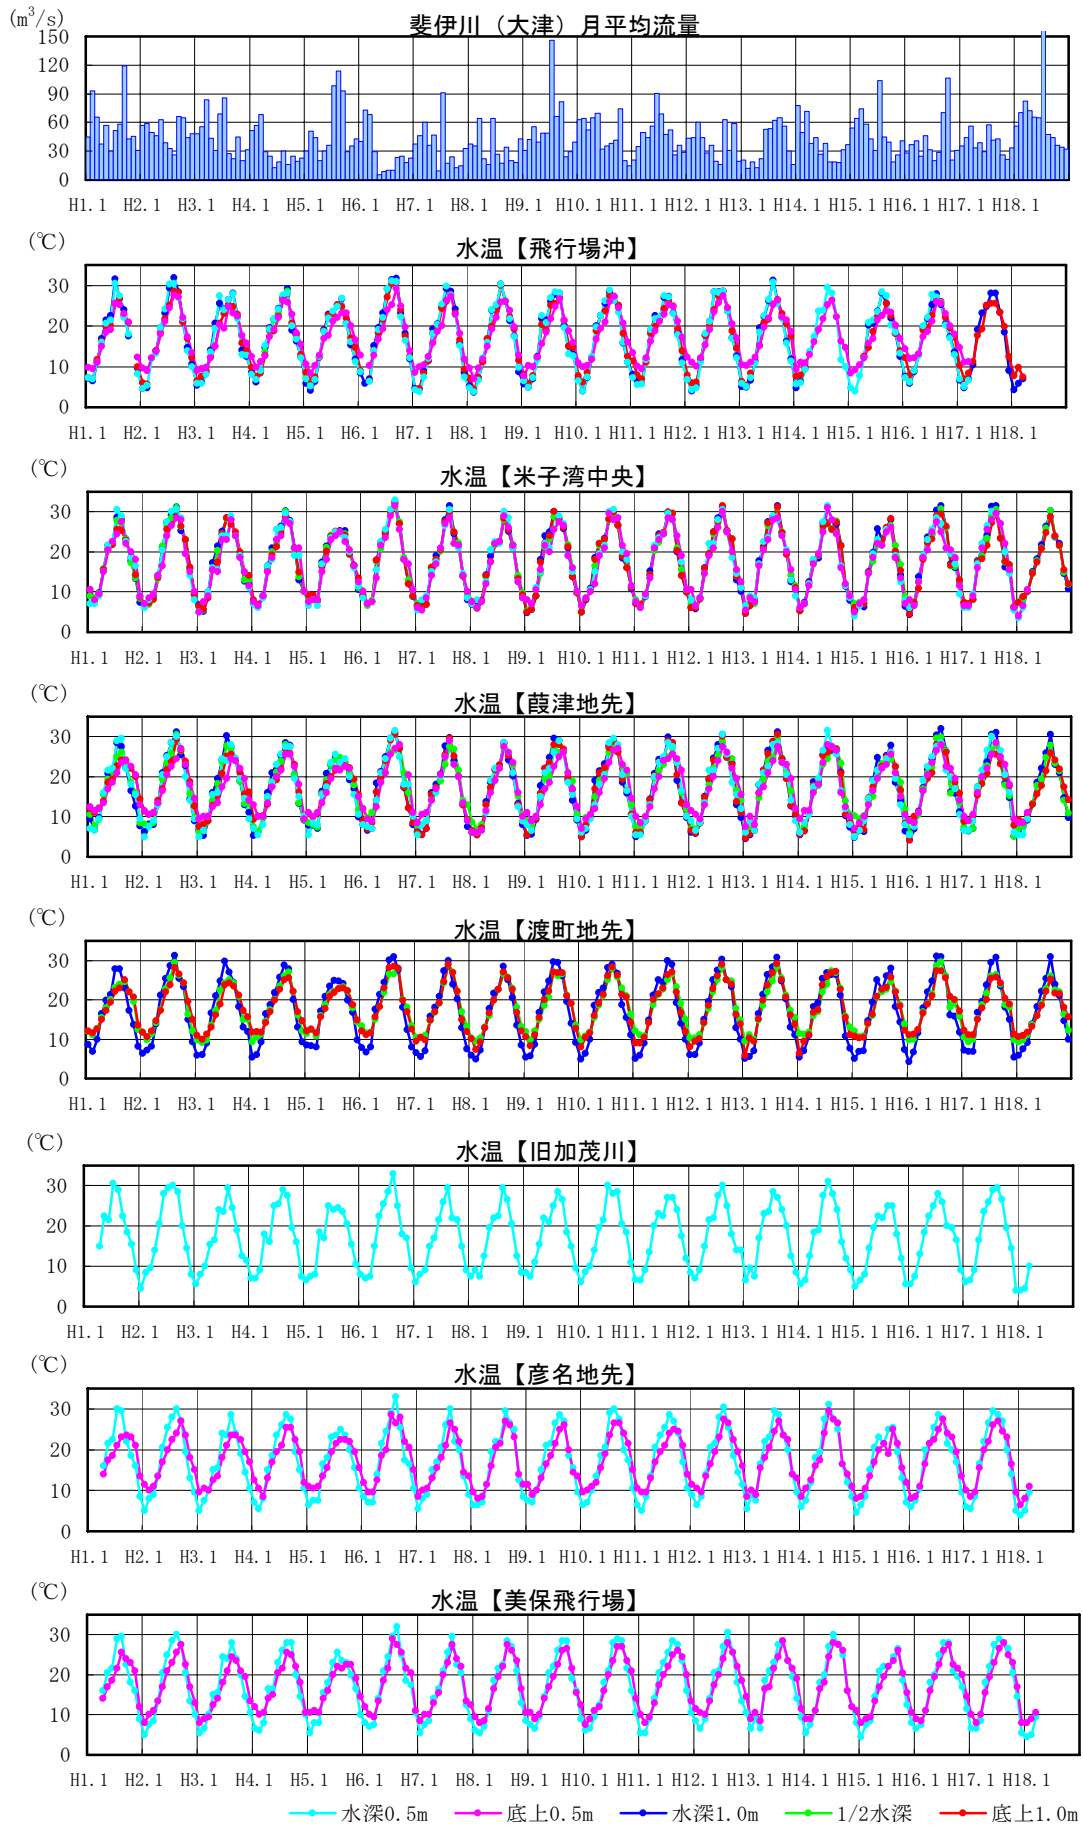 (m³/s)
斐伊川（大津）月平均流量
150
120
90
60
30
0
H1.1 H2.1 H3.1 H4.1 H5.1 H6.1 H7.1 H8.1 H9.1 H10.1 H11.1 H12.1 H13.1 H14.1 H15.1 H16.1 H17.1 H18.1
(℃)
水温【飛行場沖】
30
20
10
0
H1.1 H2.1 H3.1 H4.1 H5.1 H6.1 H7.1 H8.1 H9.1 H10.1 H11.1 H12.1 H13.1 H14.1 H15.1 H16.1 H17.1 H18.1
(℃)
水温【米子湾中央】
30
20
10
0
H1.1 H2.1 H3.1 H4.1 H5.1 H6.1 H7.1 H8.1 H9.1 H10.1 H11.1 H12.1 H13.1 H14.1 H15.1 H16.1 H17.1 H18.1
(℃)
水温【葭津地先】
30
20
10
0
H1.1 H2.1 H3.1 H4.1 H5.1 H6.1 H7.1 H8.1 H9.1 H10.1 H11.1 H12.1 H13.1 H14.1 H15.1 H16.1 H17.1 H18.1
(℃)
水温【渡町地先】
30
20
10
0
H1.1 H2.1 H3.1 H4.1 H5.1 H6.1 H7.1 H8.1 H9.1 H10.1 H11.1 H12.1 H13.1 H14.1 H15.1 H16.1 H17.1 H18.1
(℃)
水温【旧加茂川】
30
20
10
0
H1.1 H2.1 H3.1 H4.1 H5.1 H6.1 H7.1 H8.1 H9.1 H10.1 H11.1 H12.1 H13.1 H14.1 H15.1 H16.1 H17.1 H18.1
(℃)
水温【彦名地先】
30
20
10
0
H1.1 H2.1 H3.1 H4.1 H5.1 H6.1 H7.1 H8.1 H9.1 H10.1 H11.1 H12.1 H13.1 H14.1 H15.1 H16.1 H17.1 H18.1
(℃)
水温【美保飛行場】
30
20
10
0
H1.1 H2.1 H3.1 H4.1 H5.1 H6.1 H7.1 H8.1 H9.1 H10.1 H11.1 H12.1 H13.1 H14.1 H15.1 H16.1 H17.1 H18.1
水深0.5m 底上0.5m 水深1.0m 1/2水深 底上1.0m